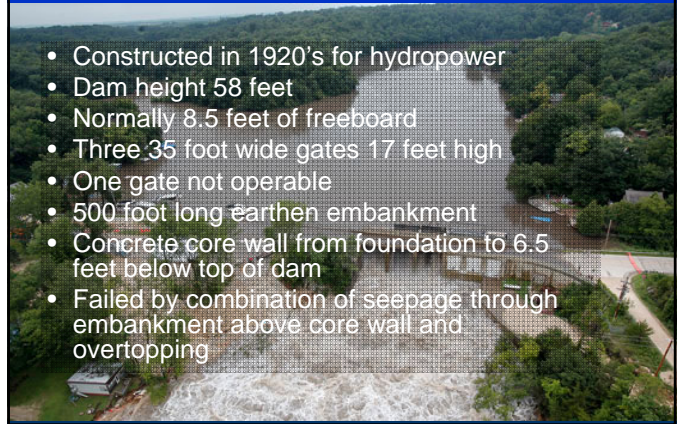 • Constructed in 1920's for hydropower
• Dam height 58 feet
• Normally 8.5 feet of freeboard
• Three 35 foot wide gates 17 feet high
• One gate not operable
• 500 foot long earthen embankment
• Concrete core wall from foundation to 6.5
feet below top of dam
• Failed by combination of seepage through
embankment above core wall and
overtopping